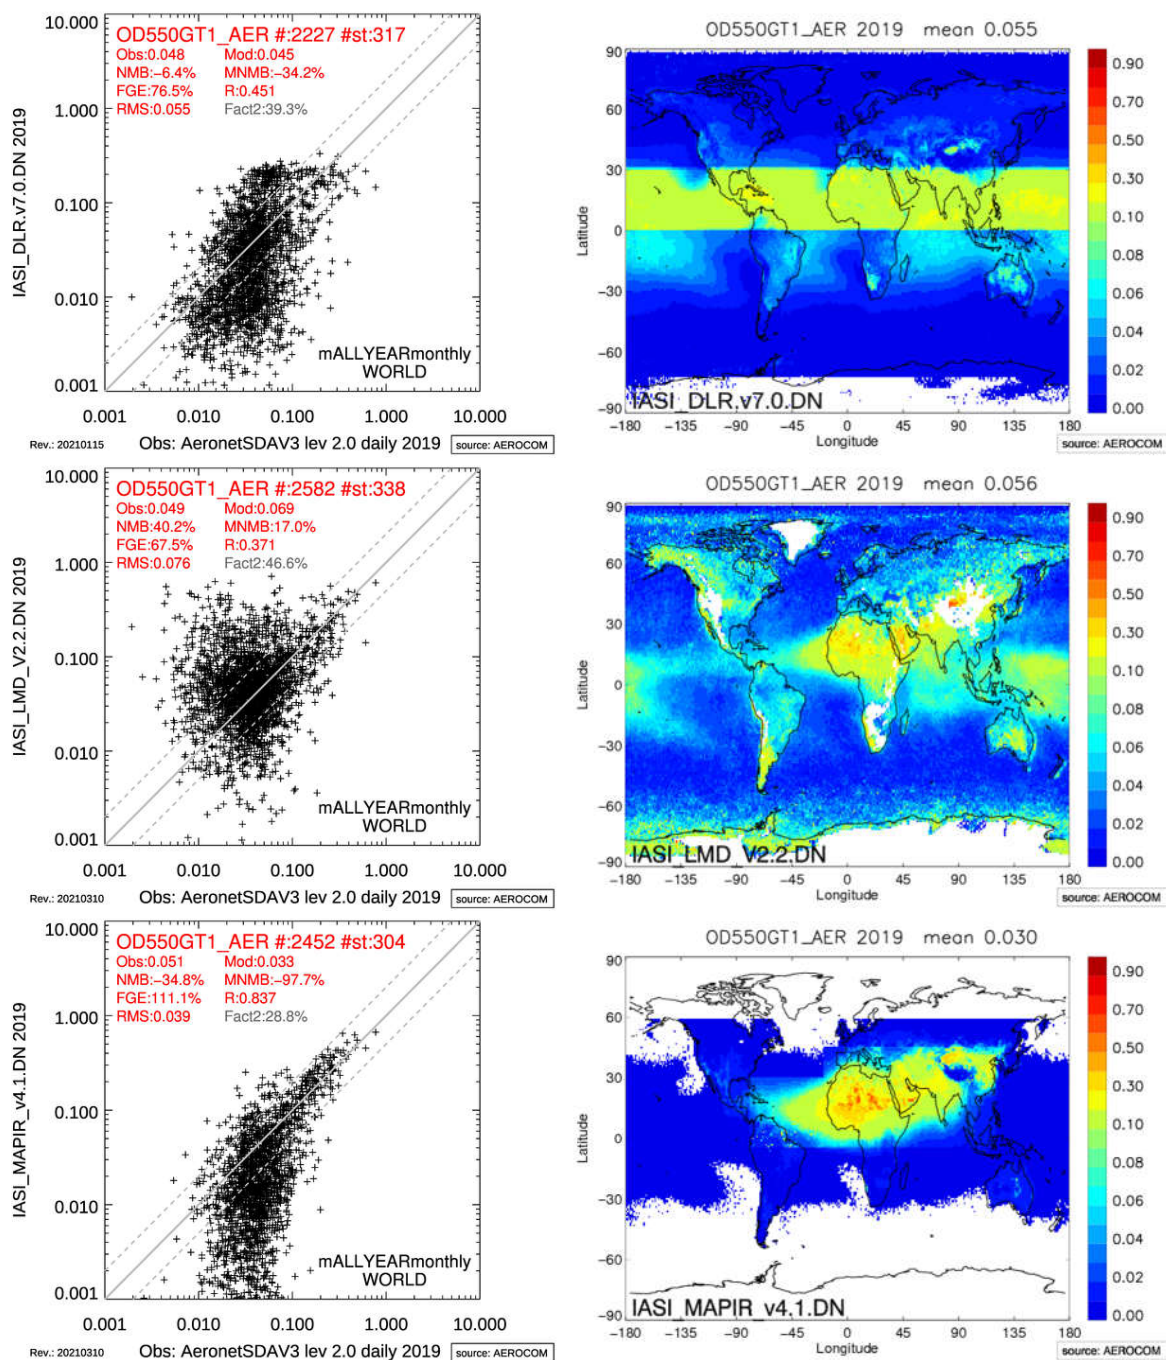 OD550GT1_AER #:2227 #st:317
Obs:0.048 Mod:0.045
NMB:−6.4% MNMB:−34.2%
FGE:76.5% R:0.451
RMS:0.055 Fact2:39.3%
10.000
1.000
0.100
0.010
0.001
IASI_DLR.v7.0.DN 2019
mALLYEARmonthly
WORLD
0.001 0.010 0.100 1.000 10.000
Rev.: 20210115 Obs: AeronetSDAV3 lev 2.0 daily 2019 source: AEROCOM
OD550GT1_AER 2019 mean 0.055
90
60
30
0
−30
−60
−90
Latitude
IASI_DLR.v7.0.DN
−180 −135 −90 −45 0 45 90 135 180
Longitude
source: AEROCOM
0.90
0.70
0.50
0.30
0.10
0.08
0.06
0.04
0.02
0.00
OD550GT1_AER #:2582 #st:338
Obs:0.049 Mod:0.069
NMB:40.2% MNMB:17.0%
FGE:67.5% R:0.371
RMS:0.076 Fact2:46.6%
10.000
1.000
0.100
0.010
0.001
IASI_LMD_V2.2.DN 2019
mALLYEARmonthly
WORLD
0.001 0.010 0.100 1.000 10.000
Rev.: 20210310 Obs: AeronetSDAV3 lev 2.0 daily 2019 source: AEROCOM
OD550GT1_AER 2019 mean 0.056
90
60
30
0
−30
−60
−90
Latitude
IASI_LMD_V2.2.DN
−180 −135 −90 −45 0 45 90 135 180
Longitude
source: AEROCOM
0.90
0.70
0.50
0.30
0.10
0.08
0.06
0.04
0.02
0.00
OD550GT1_AER #:2452 #st:304
Obs:0.051 Mod:0.033
NMB:−34.8% MNMB:−97.7%
FGE:111.1% R:0.837
RMS:0.039 Fact2:28.8%
10.000
1.000
0.100
0.010
0.001
IASI_MAPIR_v4.1.DN 2019
mALLYEARmonthly
WORLD
0.001 0.010 0.100 1.000 10.000
Rev.: 20210310 Obs: AeronetSDAV3 lev 2.0 daily 2019 source: AEROCOM
OD550GT1_AER 2019 mean 0.030
90
60
30
0
−30
−60
−90
Latitude
IASI_MAPIR_v4.1.DN
−180 −135 −90 −45 0 45 90 135 180
Longitude
source: AEROCOM
0.90
0.70
0.50
0.30
0.10
0.08
0.06
0.04
0.02
0.00